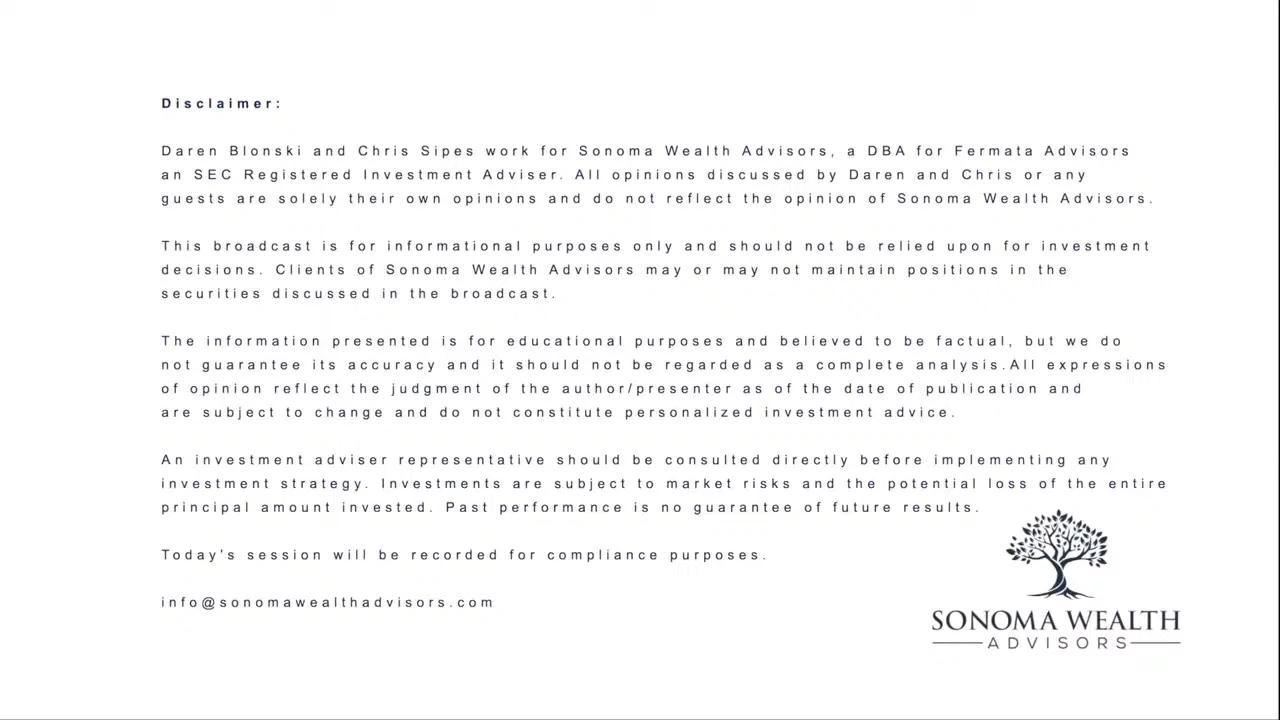 Disclaimer:
Daren Blonski and Chris Sipes work for Sonoma Wealth Advisors, a DBA for Fermata Advisors
an SEC Registered Investment Adviser. All opinions discussed by Daren and Chris or any
guests are solely their own opinions and do not reflect the opinion of Sonoma Wealth Advisors.
This broadcast is for informational purposes only and should not be relied upon for investment
decisions. Clients of Sonoma Wealth Advisors may or may not maintain positions in the
securities discussed in the broadcast.
The information presented is for educational purposes and believed to be factual, but we do
not guarantee its accuracy and it should not be regarded as a complete analysis.All expressions
of opinion reflect the judgment of the author/presenter as of the date of publication and
are subject to change and do not constitute personalized investment advice.
An investment adviser representative should be consulted directly before implementing any
investment strategy. Investments are subject to market risks and the potential loss of the entire
principal amount invested. Past performance is no guarantee of future results.
Today's session will be recorded for compliance purposes.
info@sonomawealthadvisors.com
SONOMA WEALTH
ADVISORS